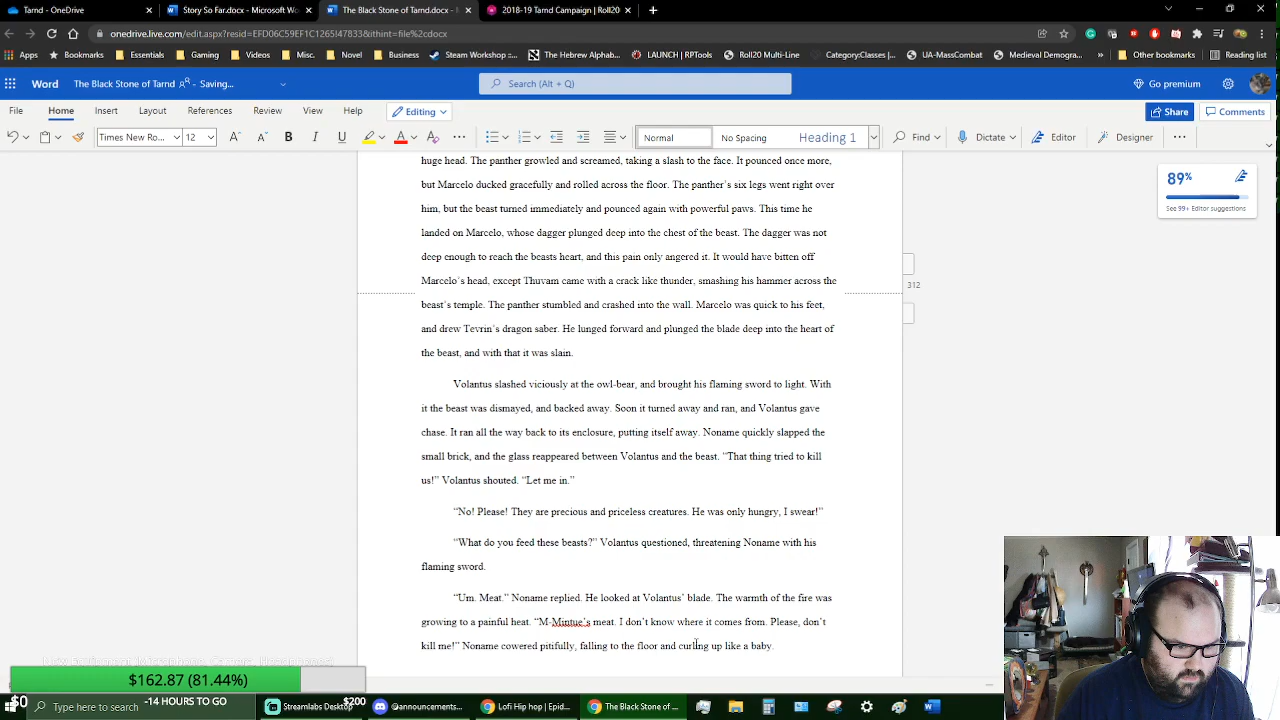 Tarnd - OneDrive
Story So Far.docx - Microsoft Wo
The Black Stone of Tarnd.docx -
2018-19 Tarnd Campaign | Roll20
onedrive.live.com/edit.aspx?resid=EFD06C59EF1C1265!47833&ithint=file%2cdocx
Apps Bookmarks Essentials Gaming Videos Misc. Novel Business Steam Workshop :... The Hebrew Alphab... LAUNCH | RPTools Roll20 Multi-Line Category:Classes |... UA-MassCombat Medieval Demogra... » Other bookmarks Reading list
Word The Black Stone of Tarnd - Saving... Search (Alt + Q) Go premium
File Home Insert Layout References Review View Help Editing Share Comments
Times New Ro... 12 B I U A Normal No Spacing Heading 1 Find Dictate Editor Designer
89%
See 99+ Editor suggestions
huge head. The panther growled and screamed, taking a slash to the face. It pounced once more,
but Marcelo ducked gracefully and rolled across the floor. The panther's six legs went right over
him, but the beast turned immediately and pounced again with powerful paws. This time he
landed on Marcelo, whose dagger plunged deep into the chest of the beast. The dagger was not
deep enough to reach the beasts heart, and this pain only angered it. It would have bitten off
Marcelo's head, except Thuvam came with a crack like thunder, smashing his hammer across the
312
beast's temple. The panther stumbled and crashed into the wall. Marcelo was quick to his feet,
and drew Tevrin's dragon saber. He lunged forward and plunged the blade deep into the heart of
the beast, and with that it was slain.
Volantus slashed viciously at the owl-bear, and brought his flaming sword to light. With
it the beast was dismayed, and backed away. Soon it turned away and ran, and Volantus gave
chase. It ran all the way back to its enclosure, putting itself away. Noname quickly slapped the
small brick, and the glass reappeared between Volantus and the beast. “That thing tried to kill
us!” Volantus shouted. “Let me in.”
“No! Please! They are precious and priceless creatures. He was only hungry, I swear!”
“What do you feed these beasts?” Volantus questioned, threatening Noname with his
flaming sword.
“Um. Meat.” Noname replied. He looked at Volantus’ blade. The warmth of the fire was
growing to a painful heat. “M-Mintue’s meat. I don’t know where it comes from. Please, don’t
kill me!” Noname cowered pitifully, falling to the floor and curling up like a baby.
$162.87 (81.44%)
$0 -14 HOURS TO GO $200
Type here to search
Streamlabs Desktop
@announcements...
Lofi Hip hop | Epid...
The Black Stone of ...